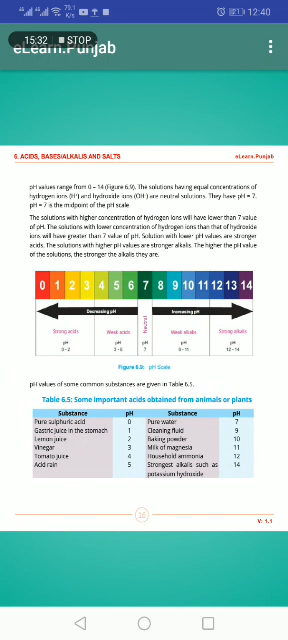 79.1
K/s
12:40
15:32 STOP
eLearn.Punjab
6. ACIDS, BASES/ALKALIS AND SALTS
eLearn.Punjab
pH values range from 0 – 14 (Figure 6.9). The solutions having equal concentrations of
hydrogen ions (H⁺) and hydroxide ions (OH⁻) are neutral solutions. They have pH = 7.
pH = 7 is the midpoint of the pH scale
The solutions with higher concentration of hydrogen ions will have lower than 7 value
of pH. The solutions with lower concentration of hydrogen ions than that of hydroxide
ions will have greater than 7 value of pH. Solution with lower pH values are stronger
acids. The solutions with higher pH values are stronger alkalis. The higher the pH value
of the solutions, the stronger the alkalis they are.
0 1 2 3 4 5 6 7 8 9 10 11 12 13 14
Decreasing pH
Neutral
Increasing pH
Strong acids
Weak acids
Weak alkalis
Strong alkalis
pH
pH
pH
pH
pH
0 - 2
7
12 - 14
Figure 6.9: pH Scale
pH values of some common substances are given in Table 6.5.
Table 6.5: Some important acids obtained from animals or plants
Substance pH Substance pH
Pure sulphuric acid 0 Pure water 7
Gastric juice in the stomach 1 Cleaning fluid 9
Lemon juice 2 Baking powder 10
Vinegar 3 Milk of magnesia 11
Tomato juice 4 Household ammonia 12
Acid rain 5 Strongest alkalis such as 14
potassium hydroxide
V: 1.1